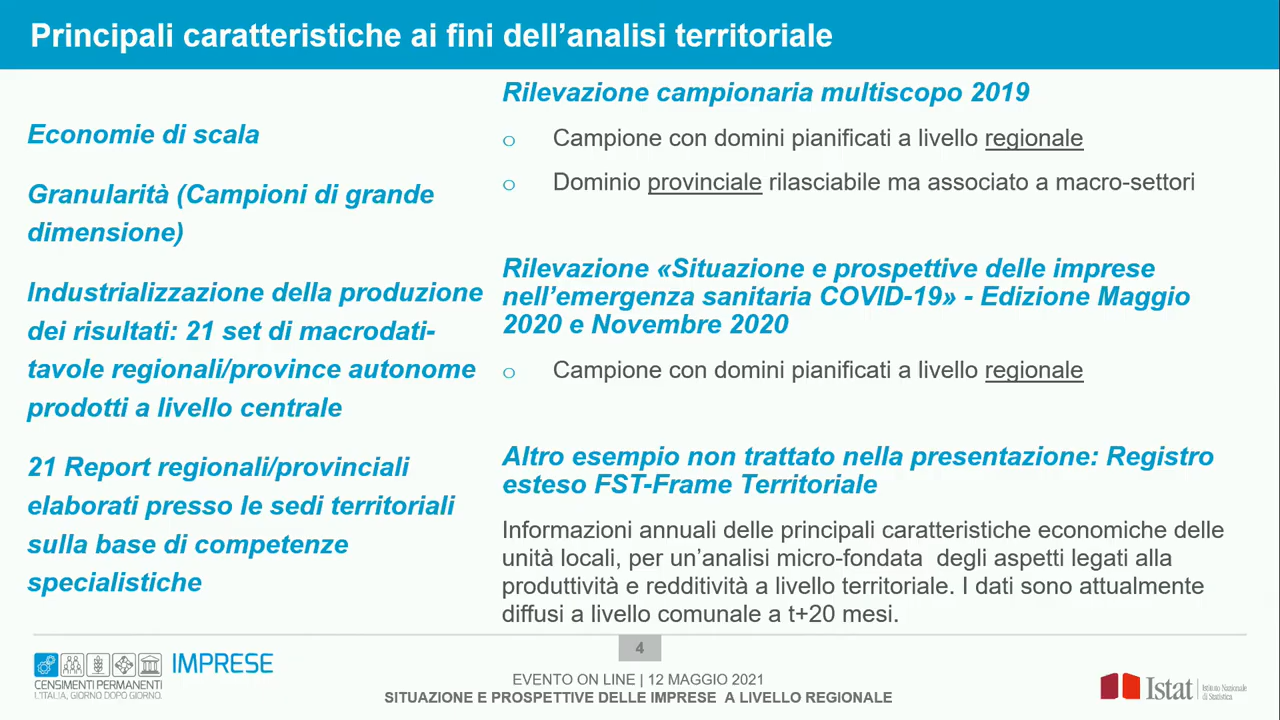 Principali caratteristiche ai fini dell’analisi territoriale
Economie di scala
Granularità (Campioni di grande
dimensione)
Industrializzazione della produzione
dei risultati: 21 set di macrodati-
tavole regionali/province autonome
prodotti a livello centrale
21 Report regionali/provinciali
elaborati presso le sedi territoriali
sulla base di competenze
specialistiche
Rilevazione campionaria multiscopo 2019
o Campione con domini pianificati a livello regionale
o Dominio provinciale rilasciabile ma associato a macro-settori
Rilevazione «Situazione e prospettive delle imprese
nell’emergenza sanitaria COVID-19» - Edizione Maggio
2020 e Novembre 2020
o Campione con domini pianificati a livello regionale
Altro esempio non trattato nella presentazione: Registro
esteso FST-Frame Territoriale
Informazioni annuali delle principali caratteristiche economiche delle
unità locali, per un’analisi micro-fondata  degli aspetti legati alla
produttività e redditività a livello territoriale. I dati sono attualmente
diffusi a livello comunale a t+20 mesi.
4
IMPRESE
CENSIMENTI PERMANENTI
L'ITALIA, GIORNO DOPO GIORNO.
EVENTO ON LINE | 12 MAGGIO 2021
SITUAZIONE E PROSPETTIVE DELLE IMPRESE  A LIVELLO REGIONALE
Istat
Istituto Nazionale
di Statistica